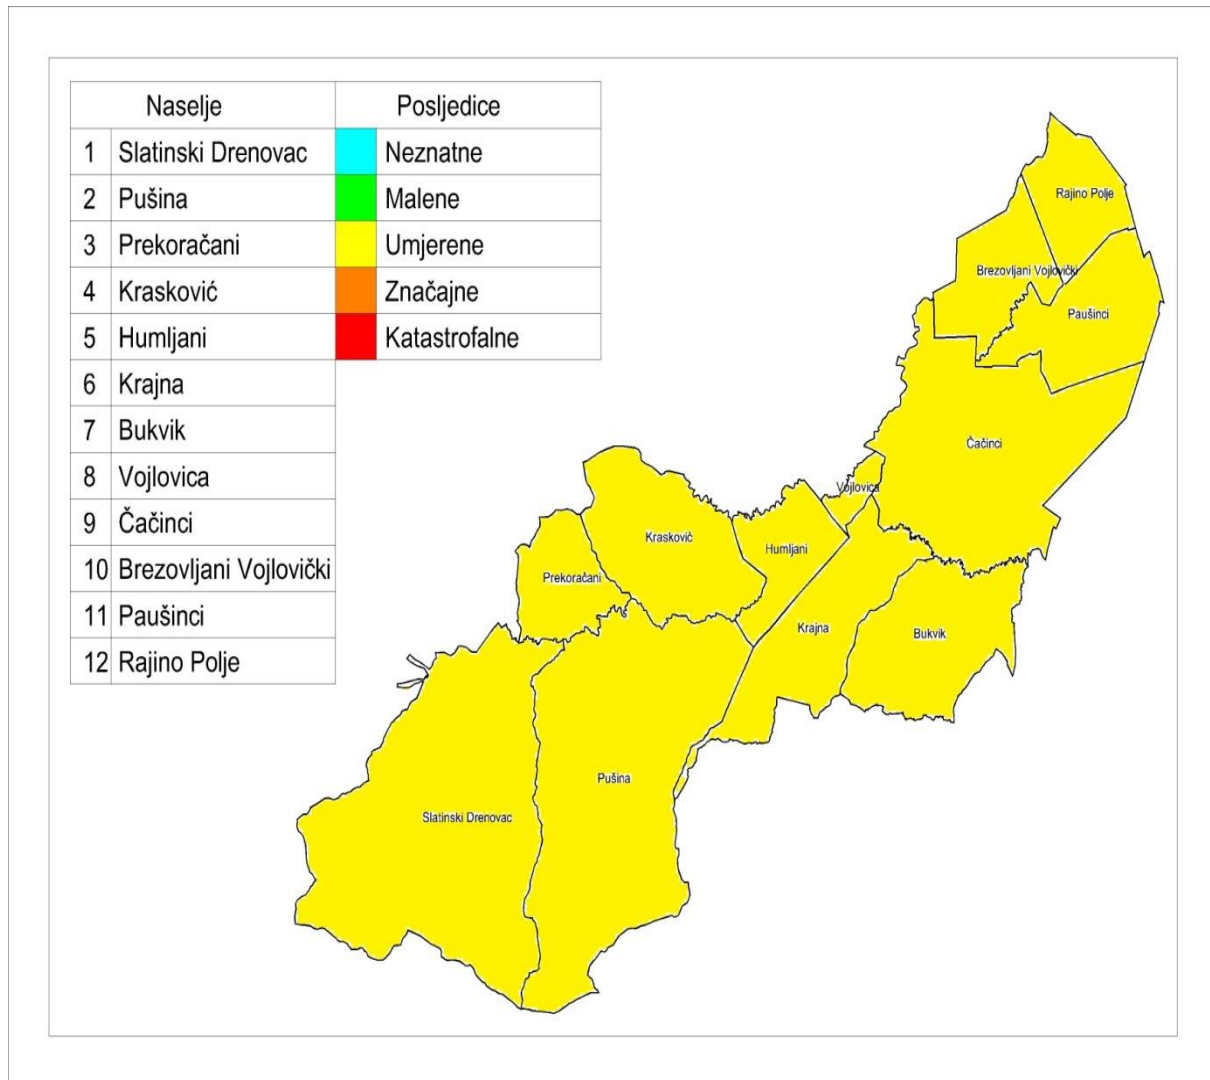 Naselje Posljedice
1 Slatinski Drenovac Neznatne
2 Pušina Malene
3 Prekoračani Umjerene
4 Krasković Značajne
5 Humljani Katastrofalne
6 Krajna
7 Bukvik
8 Vojlovica
9 Čačinci
10 Brezovljani Vojlovički
11 Paušinci
12 Rajino Polje
Rajino Polje
Brezovljani Vojlovički
Paušinci
Čačinci
Vojlovica
Krasković
Humljani
Prekoračani
Krajna
Bukvik
Pušina
Slatinski Drenovac